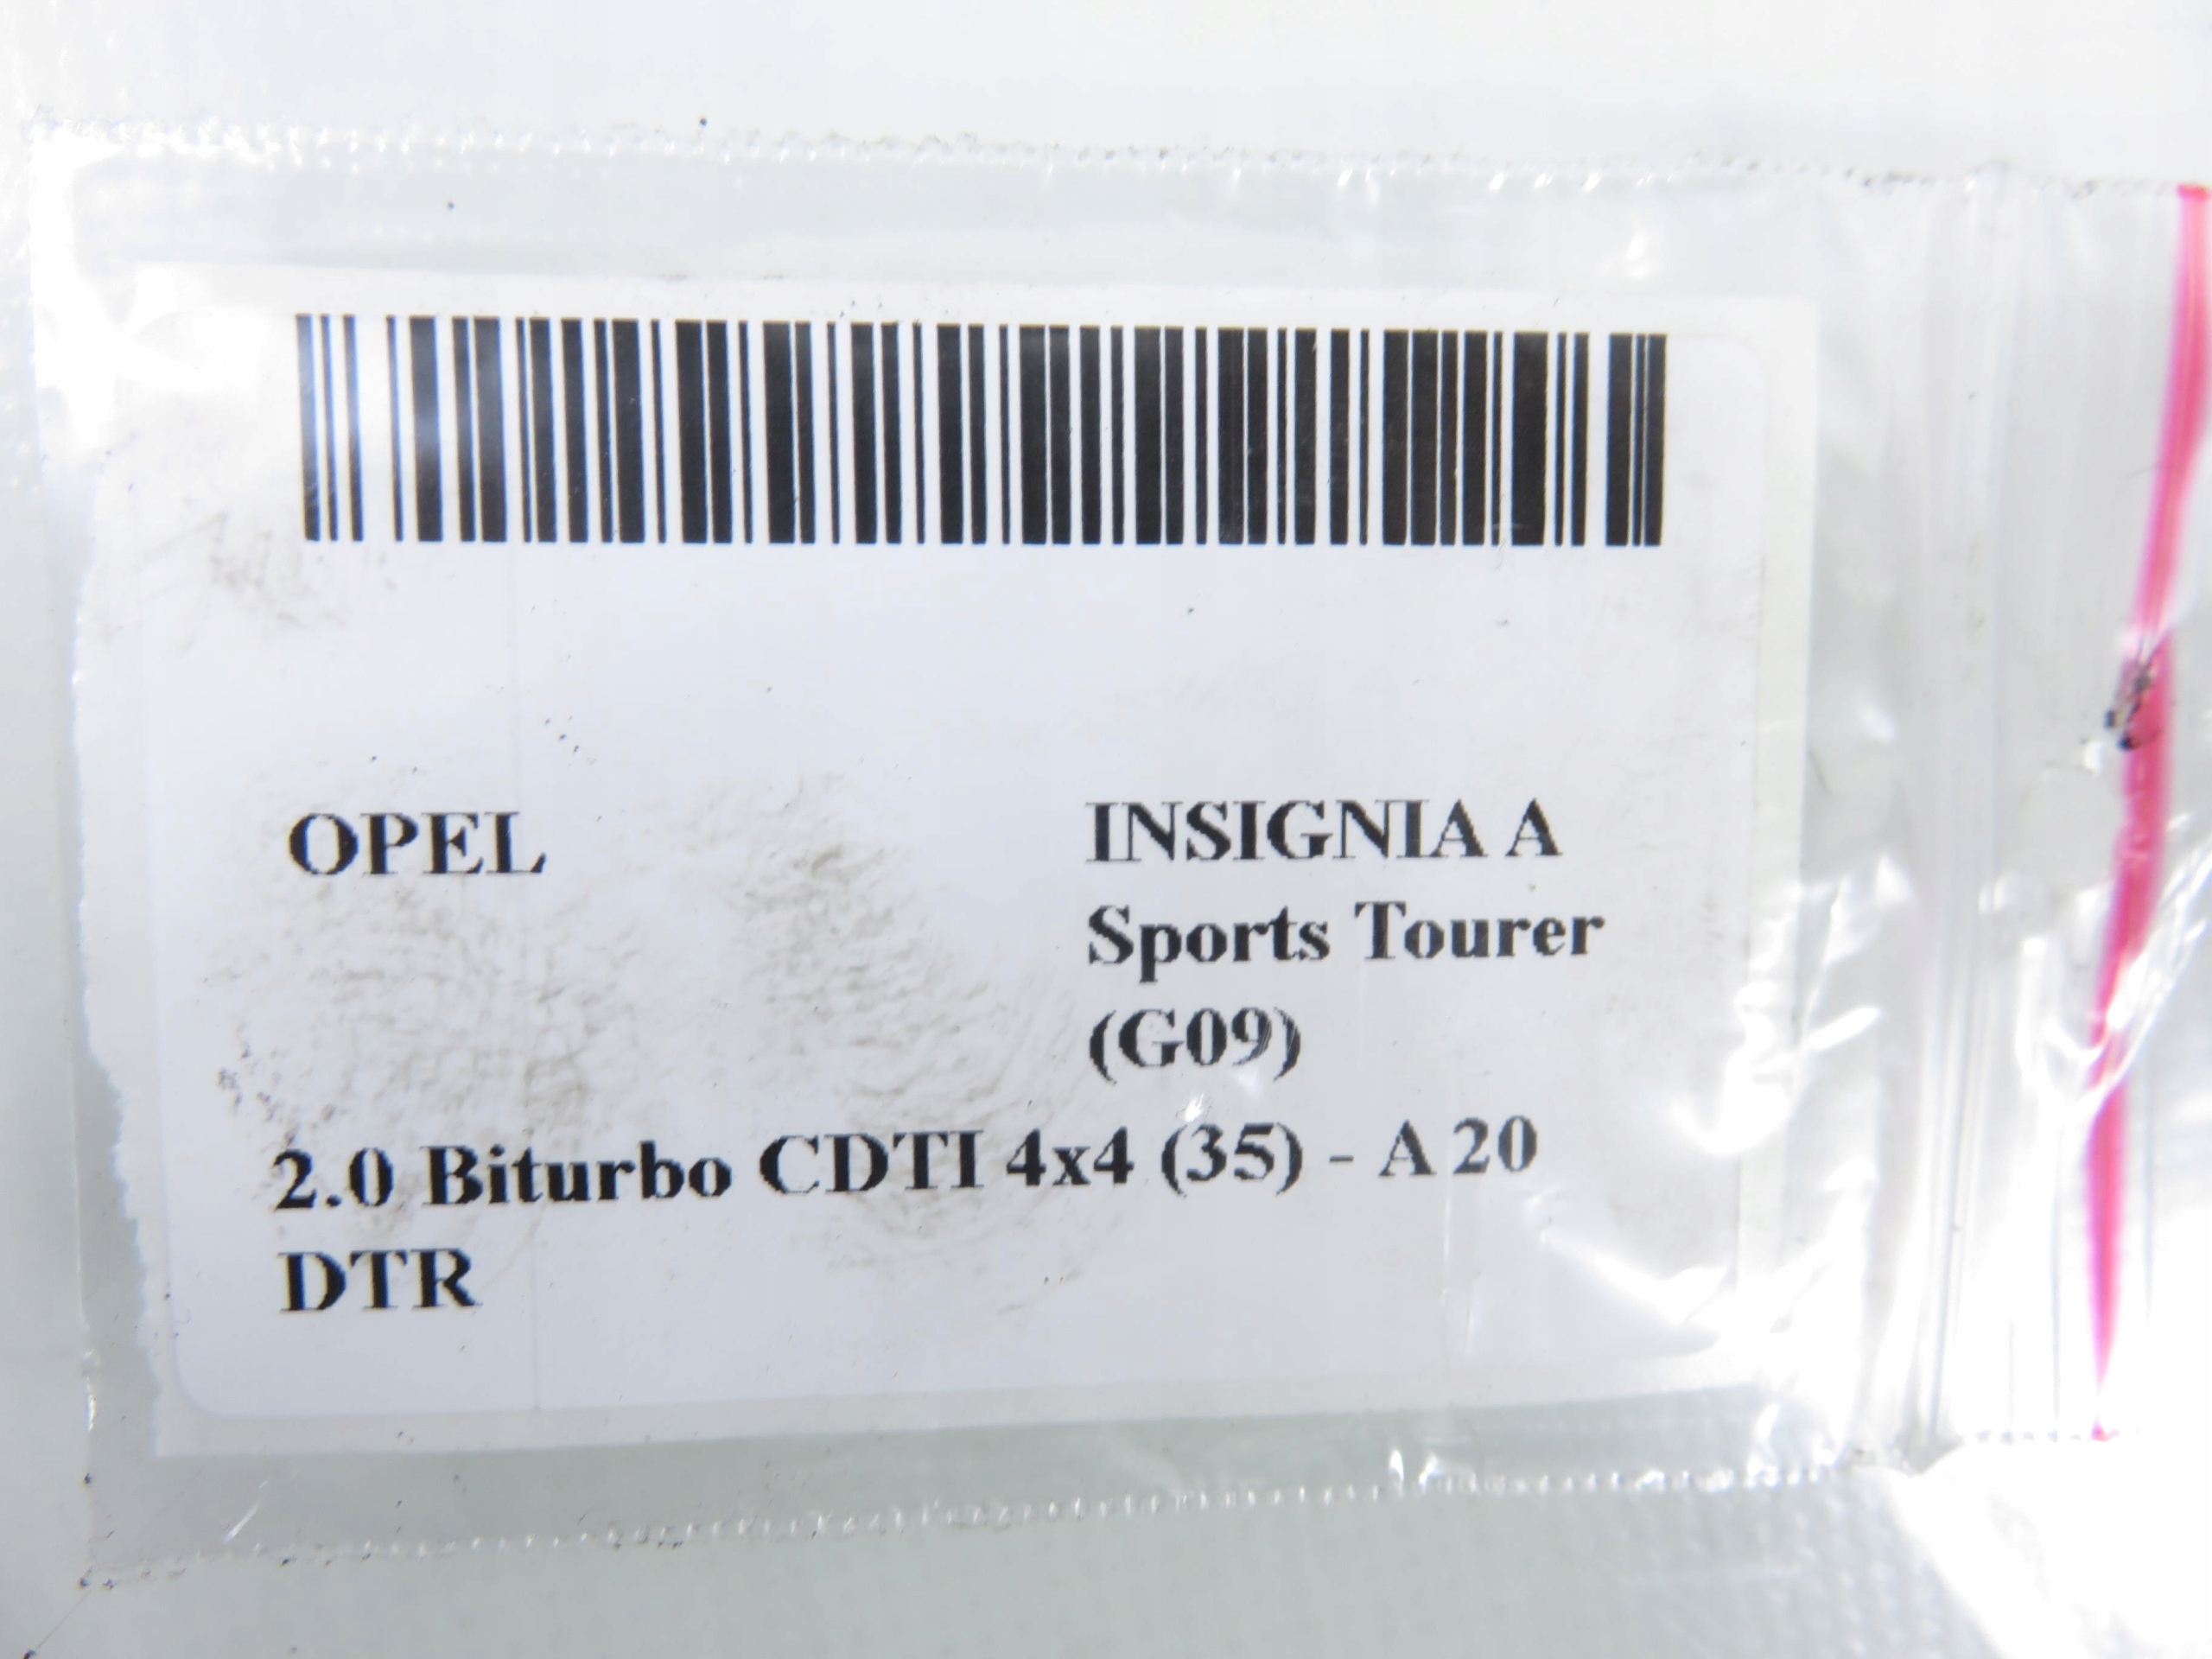 OPEL
INSIGNIA A
Sports Tourer
(G09)
2.0 Biturbo CDTI 4x4 (35) - A 20
DTR